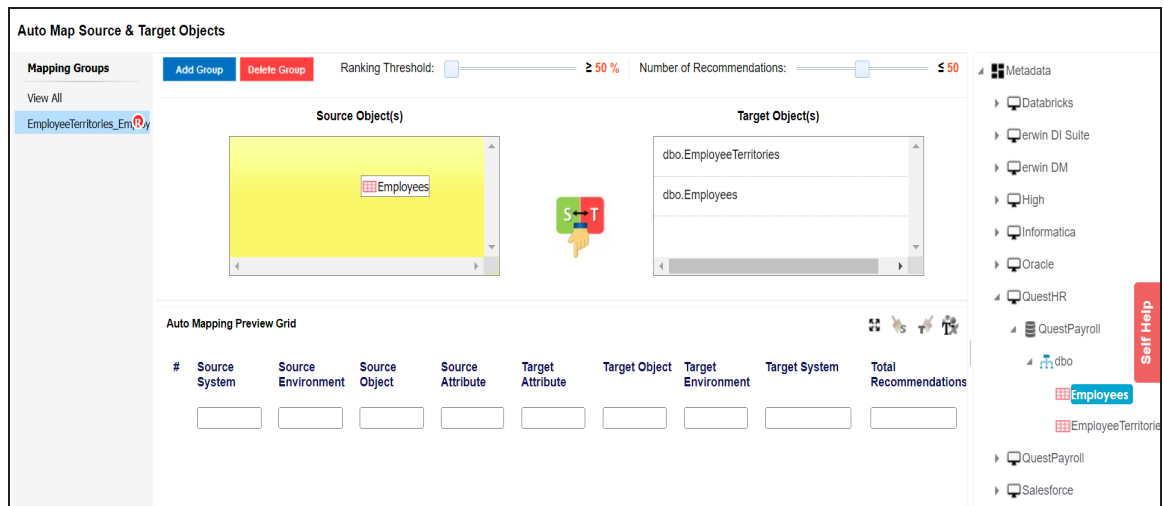 Auto Map Source & Target Objects
Mapping Groups
Add Group
Delete Group
Ranking Threshold:
≥ 50 %
Number of Recommendations:
≤ 50
View All
EmployeeTerritories_Emp
R
y
Source Object(s)
Target Object(s)
Employees
S
T
dbo.EmployeeTerritories
dbo.Employees
Auto Mapping Preview Grid
S
T
T
#
Source
System
Source
Environment
Source
Object
Source
Attribute
Target
Attribute
Target Object
Target
Environment
Target System
Total
Recommendations
Metadata
Databricks
erwin DI Suite
erwin DM
High
Informatica
Oracle
QuestHR
QuestPayroll
dbo
Employees
EmployeeTerritorie
QuestPayroll
Salesforce
Self Help